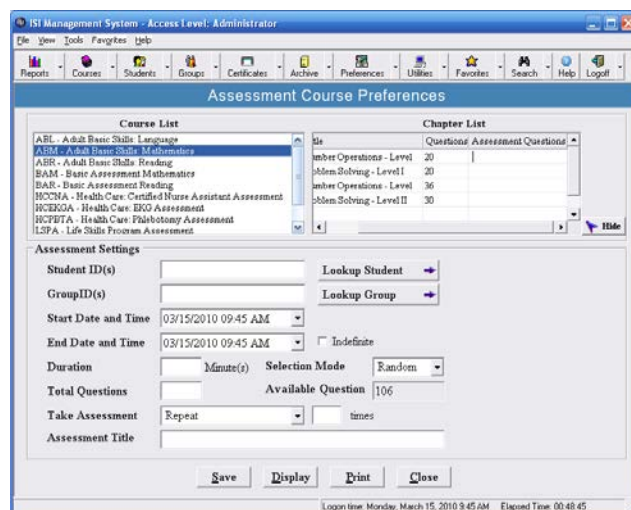 ISI Management System - Access Level: Administrator
File View Tools Favorites Help
Reports Courses Students Groups Certificates Archive Preferences Utilities Favorites Search Help Logoff
Assessment Course Preferences
Course List
ABL - Adult Basic Skills: Language
ABM - Adult Basic Skills: Mathematics
ABR - Adult Basic Skills: Reading
BAM - Basic Assessment Mathematics
BAR - Basic Assessment Reading
HCCNA - Health Care: Certified Nurse Assistant Assessment
HCEKGA - Health Care: EKG Assessment
HCPBTA - Health Care: Phlebotomy Assessment
LSPA - Life Skills Program Assessment
Chapter List
tle Questions Assessment Questions
umber Operations - Level 20
oblem Solving - Level I 20
umber Operations - Level 36
oblem Solving - Level II 30
Hide
Assessment Settings
Student ID(s) Lookup Student
GroupID(s) Lookup Group
Start Date and Time 03/15/2010 09:45 AM
End Date and Time 03/15/2010 09:45 AM Indefinite
Duration Minute(s) Selection Mode Random
Total Questions Available Question 106
Take Assessment Repeat times
Assessment Title
Save Display Print Close
Logon time: Monday, March 15, 2010 9:45 AM Elapsed Time: 00:48:45